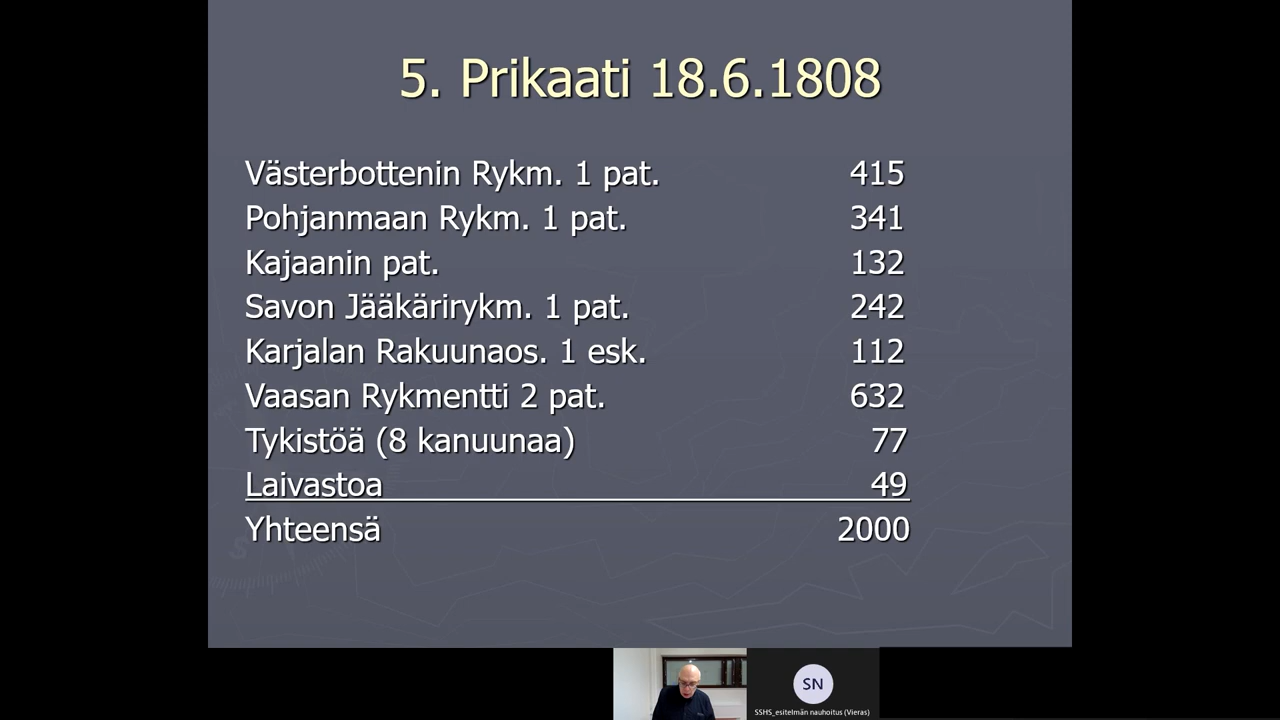 5. Prikaati 18.6.1808
Västerbottenin Rykm. 1 pat. 415
Pohjanmaan Rykm. 1 pat. 341
Kajaanin pat. 132
Savon Jääkärirykm. 1 pat. 242
Karjalan Rakuunaos. 1 esk. 112
Vaasan Rykmentti 2 pat. 632
Tykistöä (8 kanuunaa) 77
Laivastoa 49
Yhteensä 2000
SN
SSHS_esitelmän nauhoitus (Vieras)